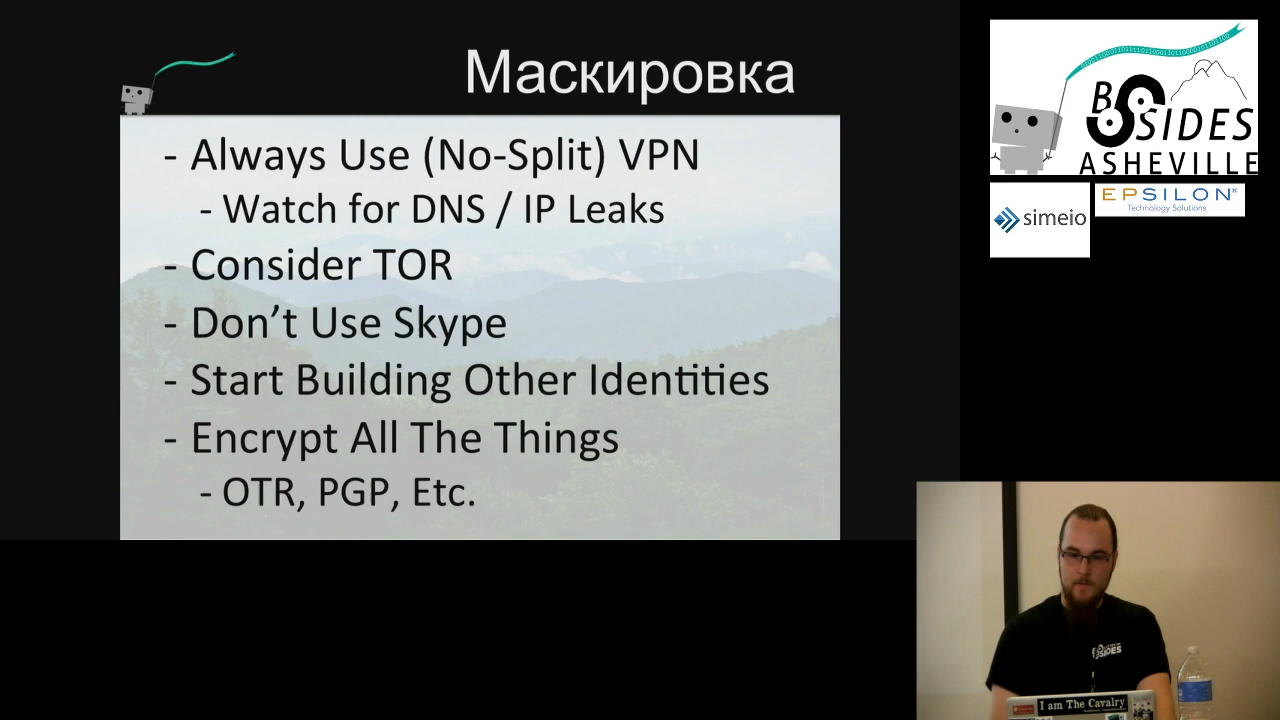 Маскировка
- Always Use (No-Split) VPN
- Watch for DNS / IP Leaks
- Consider TOR
- Don't Use Skype
- Start Building Other Identities
- Encrypt All The Things
- OTR, PGP, Etc.
BSIDES
ASHEVILLE
simeio
EPSILON®
Technology Solutions
SIDES
I am The Cavalry